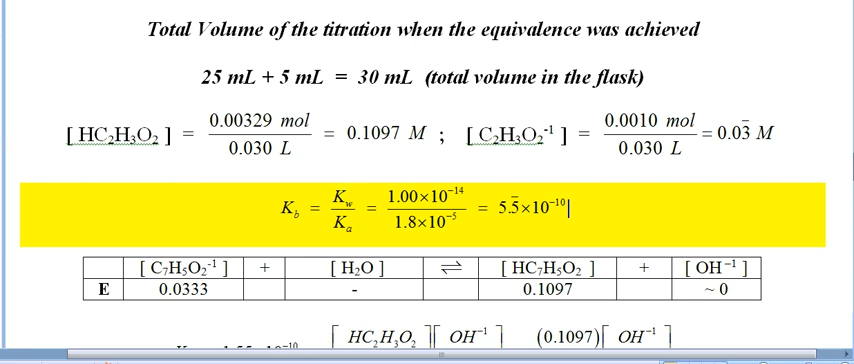 Total Volume of the titration when the equivalence was achieved
25 mL + 5 mL = 30 mL (total volume in the flask)
[ HC₂H₃O₂ ] = 0.00329 mol / 0.030 L = 0.1097 M ; [ C₂H₃O₂⁻¹ ] = 0.0010 mol / 0.030 L = 0.03̄ M
K_b = K_w / K_a = 1.00×10⁻¹⁴ / 1.8×10⁻⁵ = 5.5̄×10⁻¹⁰
[ C₇H₅O₂⁻¹ ] + [ H₂O ] ⇌ [ HC₇H₅O₂ ] + [ OH⁻¹ ]
E 0.0333 - 0.1097 ~ 0
[ HC₂H₃O₂ ] [ OH⁻¹ ] (0.1097) [ OH⁻¹ ]